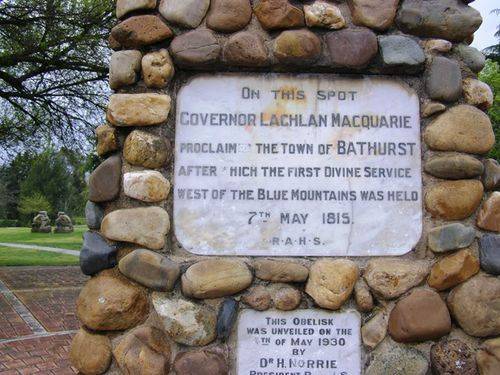 ON THIS SPOT
GOVERNOR LACHLAN MACQUARIE
PROCLAIM THE TOWN OF BATHURST
AFTER HICH THE FIRST DIVINE SERVICE
WEST OF THE BLUE MOUNTAINS WAS HELD
7TH MAY 1815.
R·A·H·S.
THIS OBELISK
WAS UNVEILED ON THE
TH OF MAY 1930
BY
DR H. NORRIE
PRESIDENT